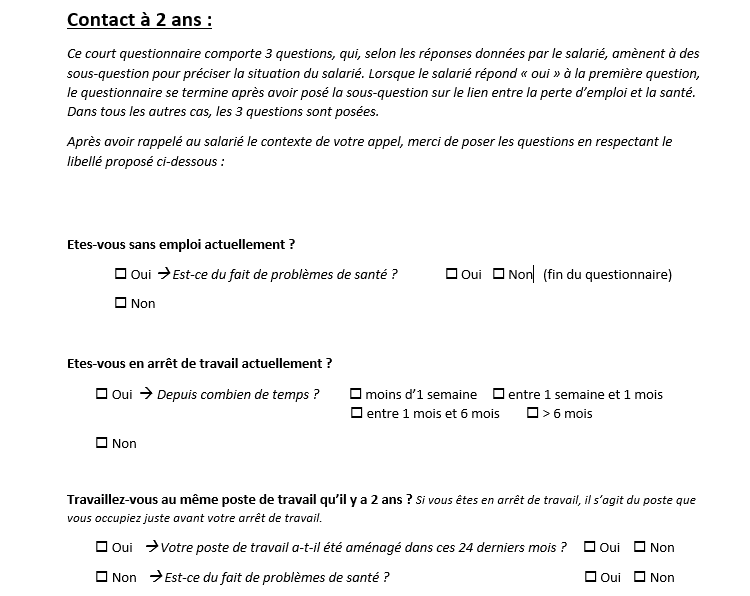 Contact à 2 ans :
Ce court questionnaire comporte 3 questions, qui, selon les réponses données par le salarié, amènent à des
sous-question pour préciser la situation du salarié. Lorsque le salarié répond « oui » à la première question,
le questionnaire se termine après avoir posé la sous-question sur le lien entre la perte d'emploi et la santé.
Dans tous les autres cas, les 3 questions sont posées.
Après avoir rappelé au salarié le contexte de votre appel, merci de poser les questions en respectant le
libellé proposé ci-dessous :
Etes-vous sans emploi actuellement ?
☐ Oui → Est-ce du fait de problèmes de santé ? ☐ Oui ☐ Non (fin du questionnaire)
☐ Non
Etes-vous en arrêt de travail actuellement ?
☐ Oui → Depuis combien de temps ? ☐ moins d'1 semaine ☐ entre 1 semaine et 1 mois
☐ entre 1 mois et 6 mois ☐ > 6 mois
☐ Non
Travaillez-vous au même poste de travail qu'il y a 2 ans ? Si vous êtes en arrêt de travail, il s'agit du poste que
vous occupiez juste avant votre arrêt de travail.
☐ Oui → Votre poste de travail a-t-il été aménagé dans ces 24 derniers mois ? ☐ Oui ☐ Non
☐ Non → Est-ce du fait de problèmes de santé ? ☐ Oui ☐ Non